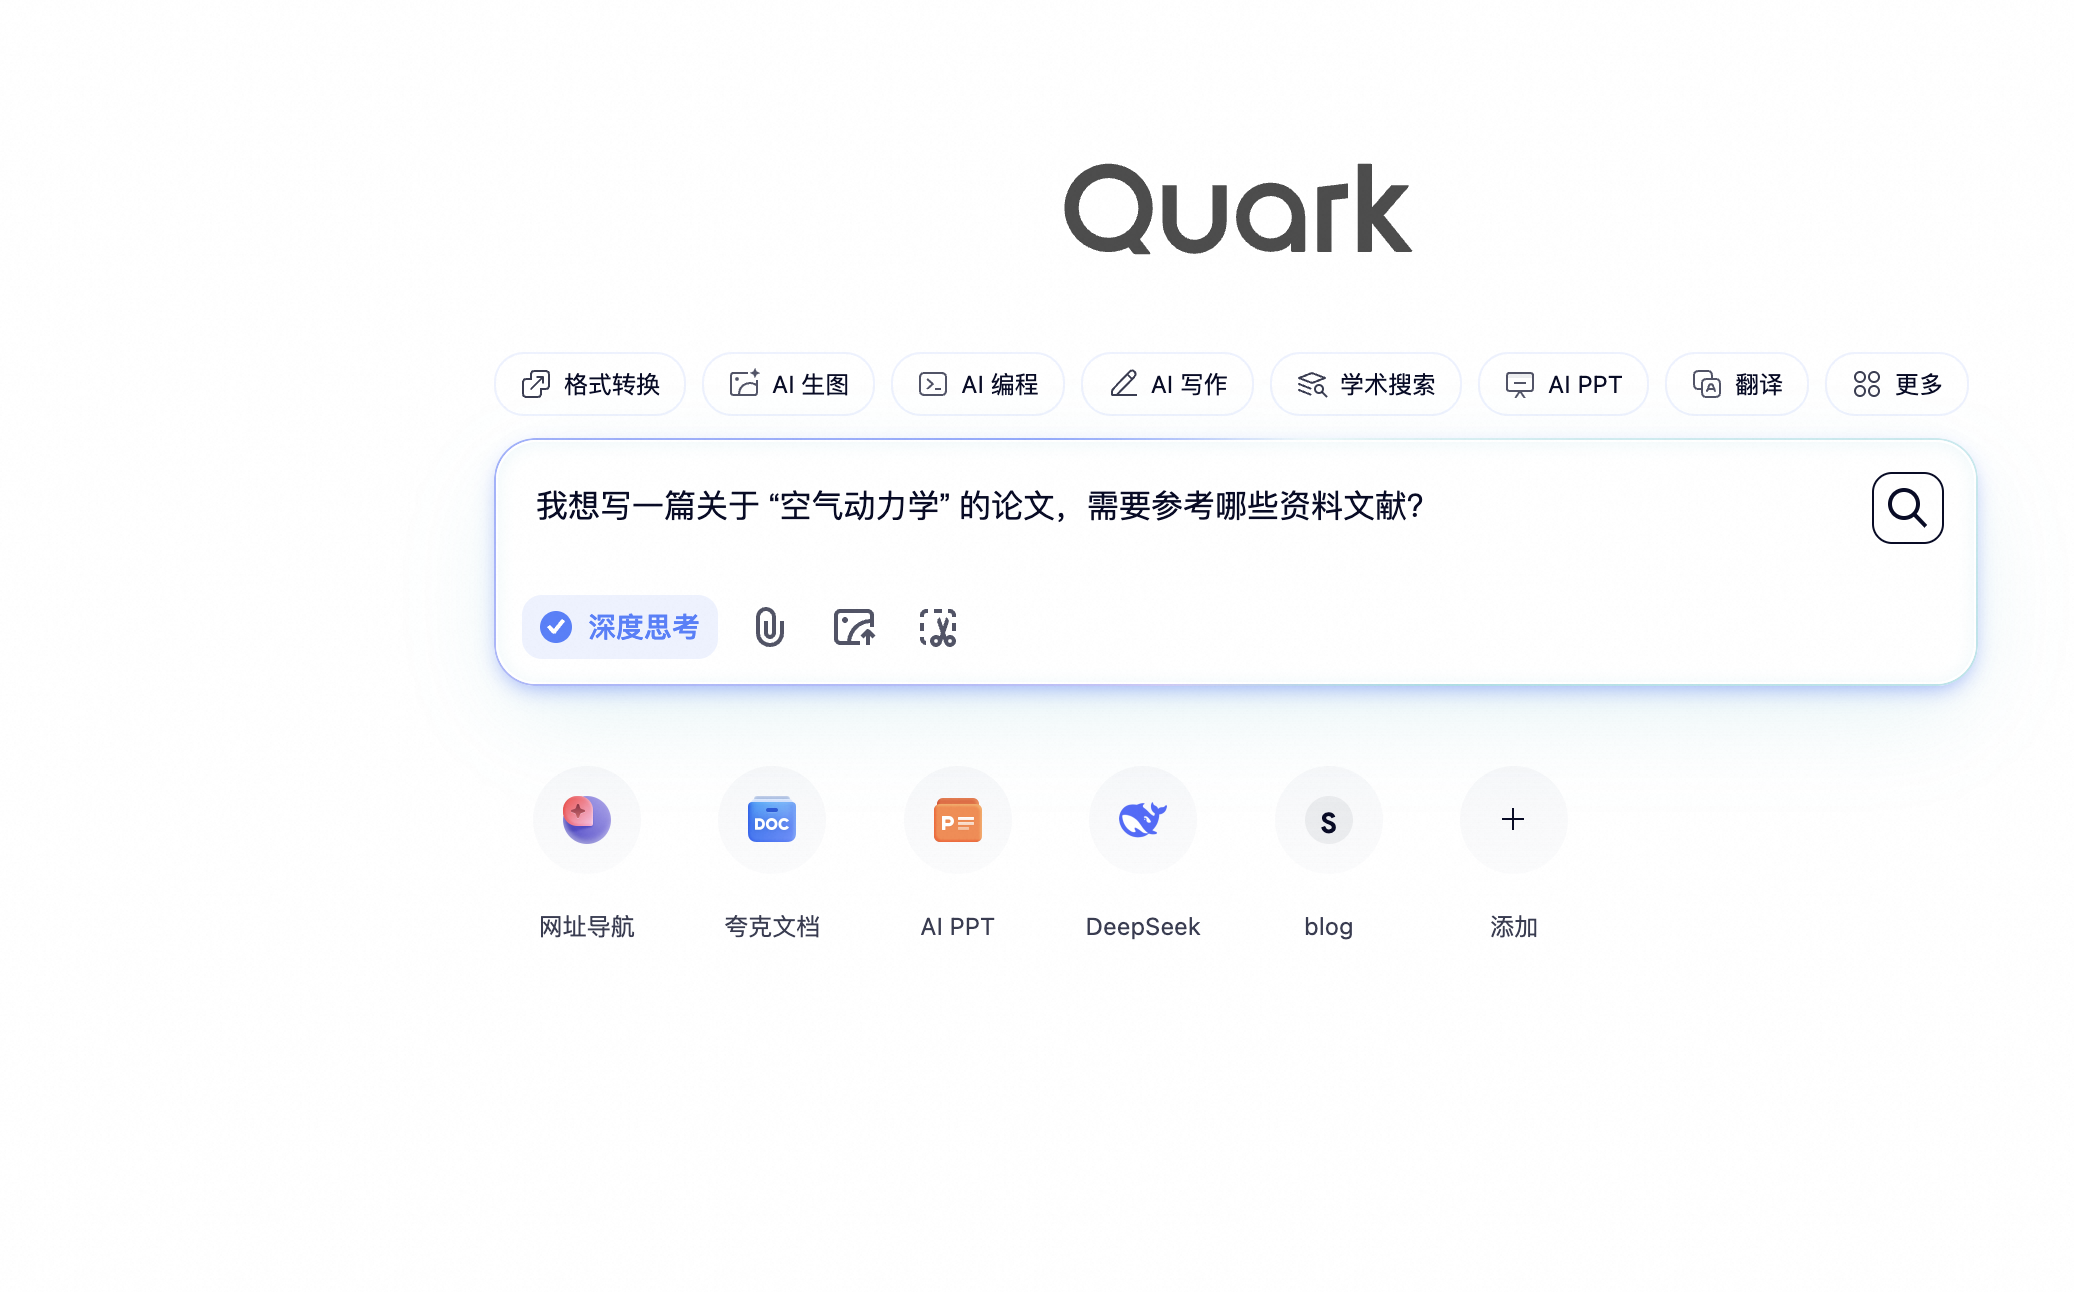 Quark
格式转换 AI 生图 AI 编程 AI 写作 学术搜索 AI PPT 翻译 更多
我想写一篇关于 “空气动力学” 的论文，需要参考哪些资料文献?
深度思考
DOC P S
网址导航 夸克文档 AI PPT DeepSeek blog 添加